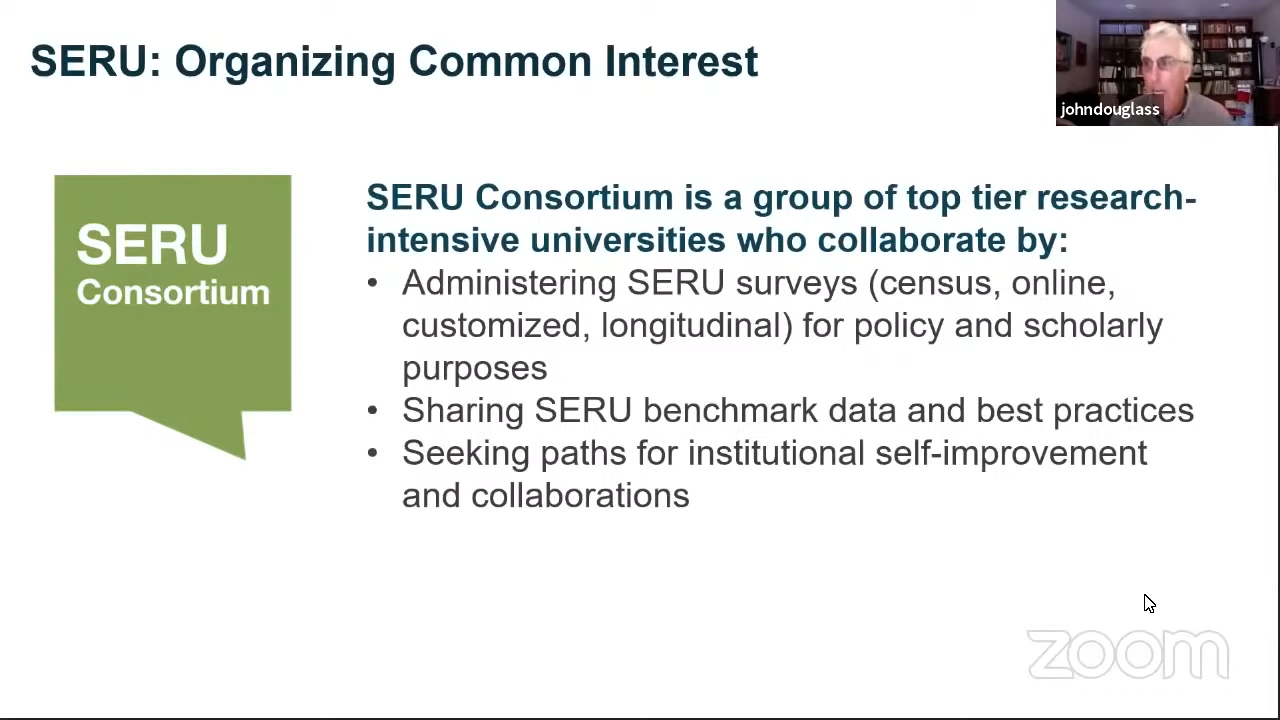 SERU: Organizing Common Interest
johndouglass
SERU
Consortium
SERU Consortium is a group of top tier research-
intensive universities who collaborate by:
• Administering SERU surveys (census, online,
customized, longitudinal) for policy and scholarly
purposes
• Sharing SERU benchmark data and best practices
• Seeking paths for institutional self-improvement
and collaborations
zoom